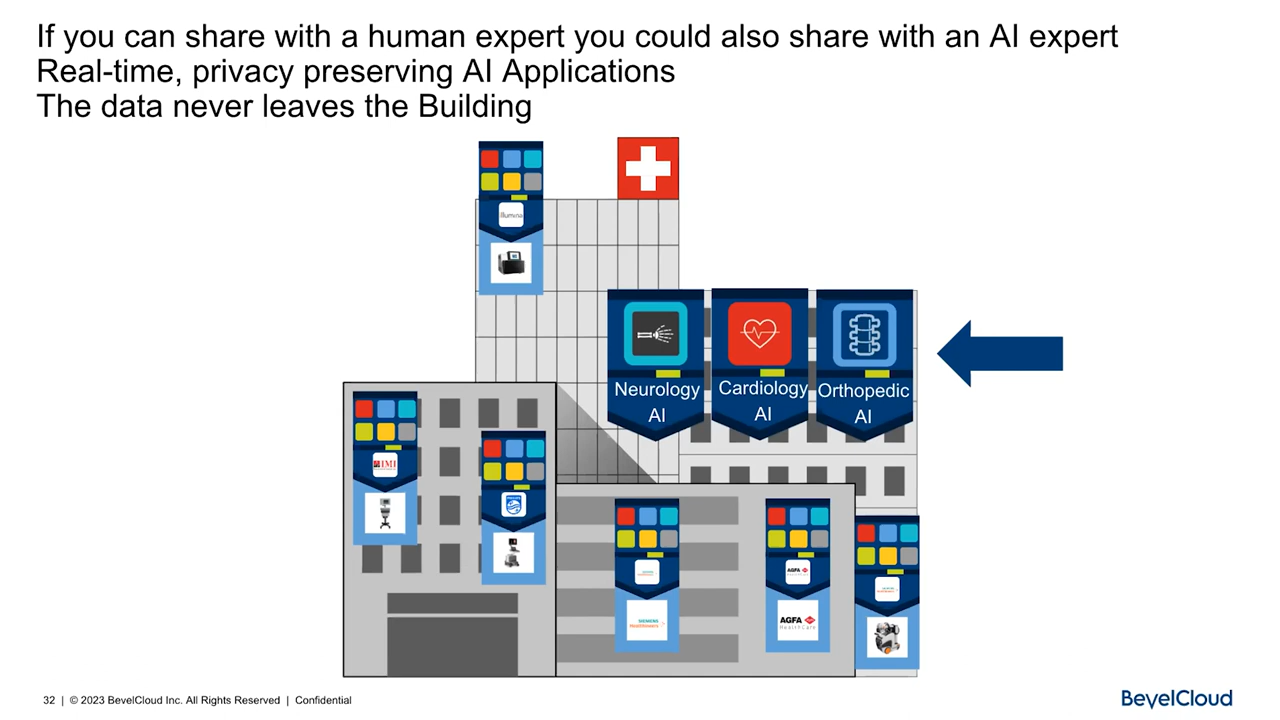 If you can share with a human expert you could also share with an AI expert
Real-time, privacy preserving AI Applications
The data never leaves the Building
illumina
Neurology
AI
Cardiology
AI
Orthopedic
AI
IMI
PHILIPS
AGFA
SIEMENS
Healthineers
AGFA
HealthCare
32 | © 2023 BevelCloud Inc. All Rights Reserved | Confidential
BevelCloud